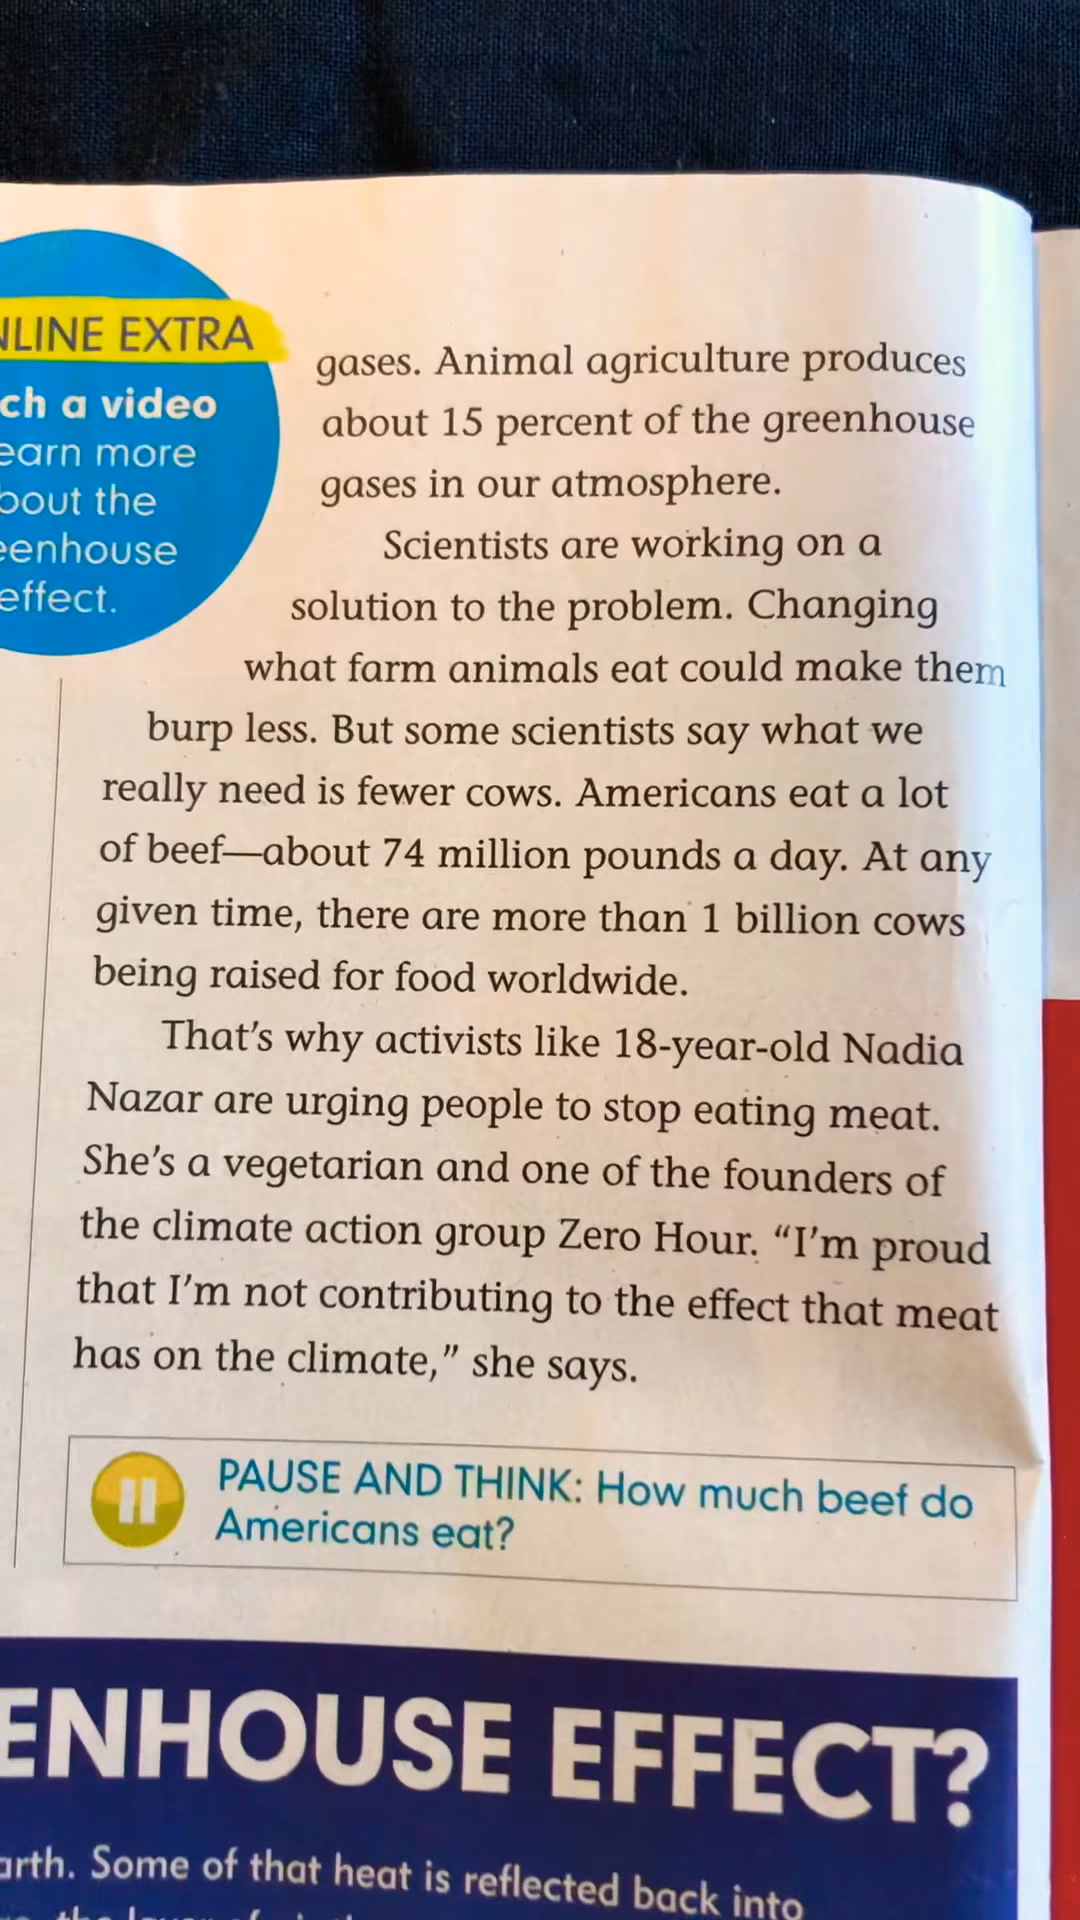 NLINE EXTRA
ch a video
earn more
bout the
eenhouse
effect.
gases. Animal agriculture produces
about 15 percent of the greenhouse
gases in our atmosphere.
Scientists are working on a
solution to the problem. Changing
what farm animals eat could make them
burp less. But some scientists say what we
really need is fewer cows. Americans eat a lot
of beef—about 74 million pounds a day. At any
given time, there are more than 1 billion cows
being raised for food worldwide.
That's why activists like 18-year-old Nadia
Nazar are urging people to stop eating meat.
She's a vegetarian and one of the founders of
the climate action group Zero Hour. “I'm proud
that I'm not contributing to the effect that meat
has on the climate,” she says.
PAUSE AND THINK: How much beef do
Americans eat?
ENHOUSE EFFECT?
arth. Some of that heat is reflected back into